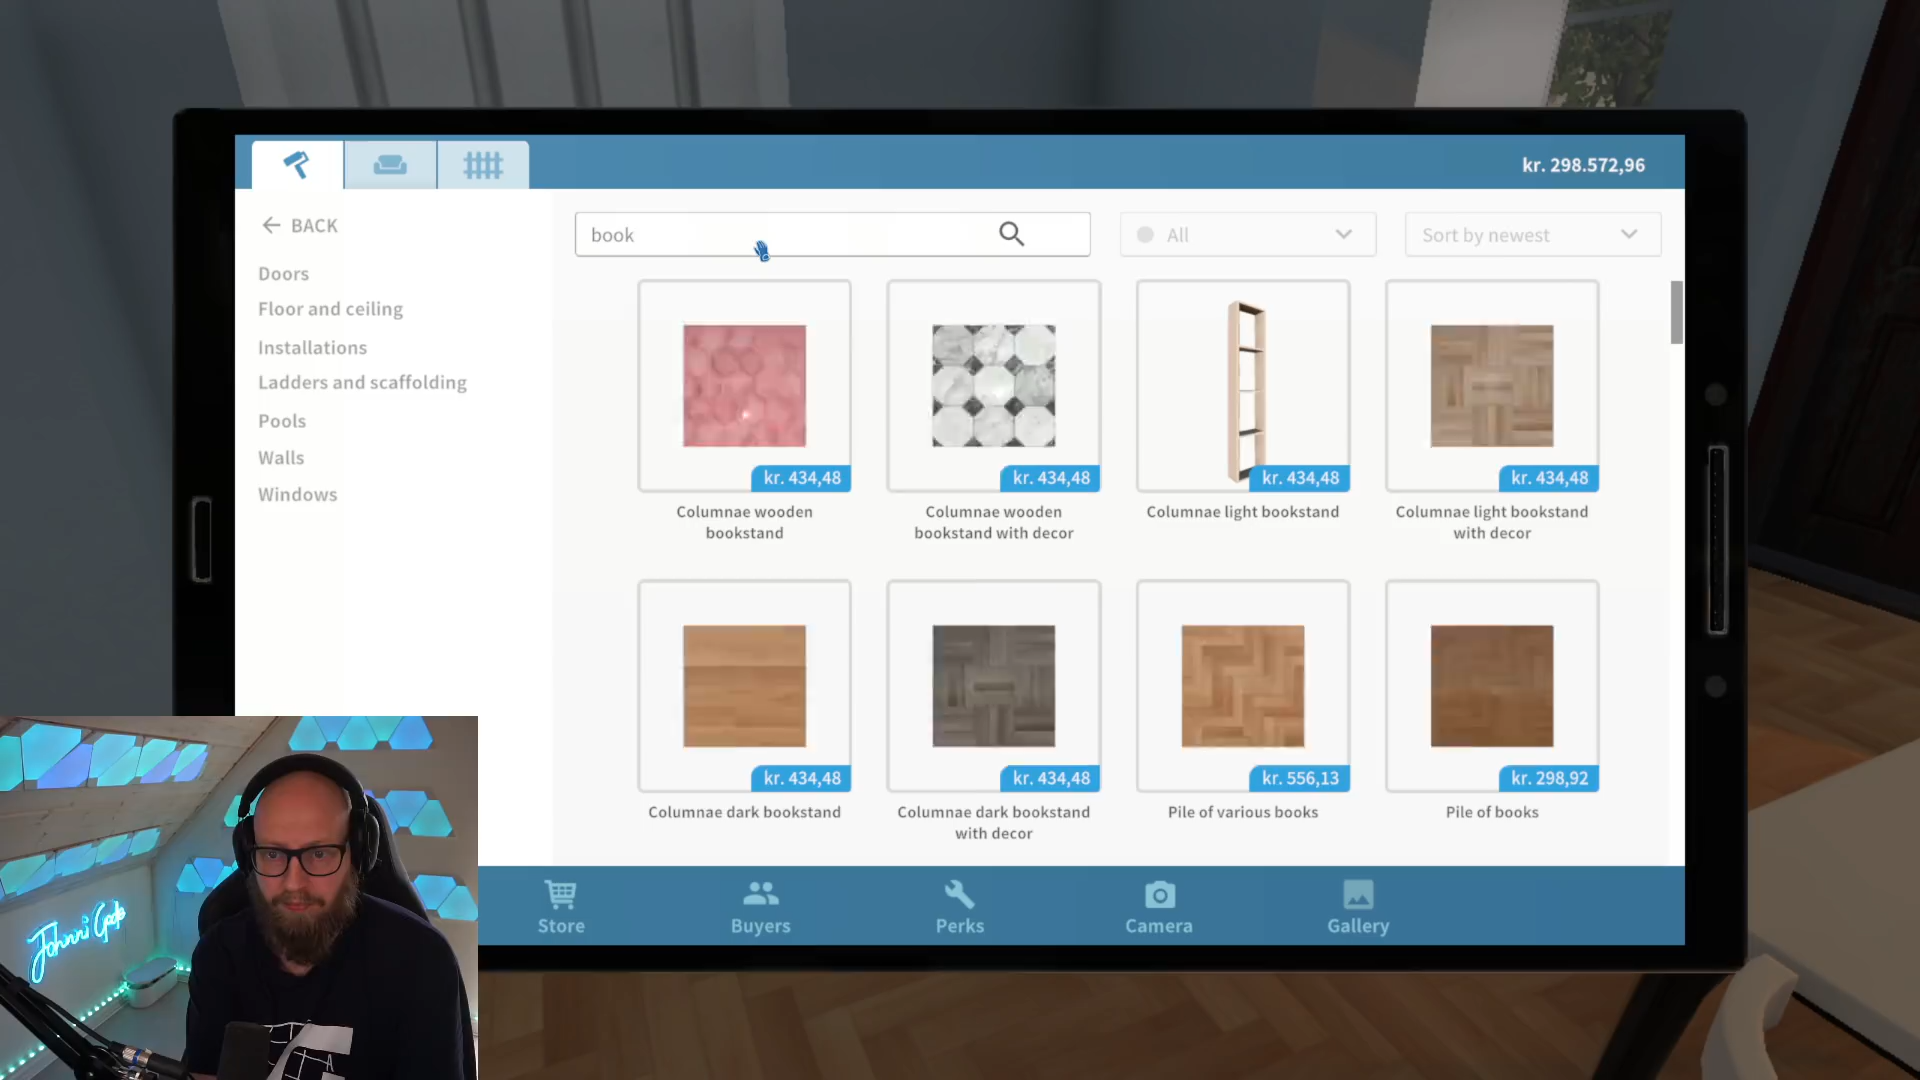 kr. 298.572,96
BACK
book
All
Sort by newest
Doors
Floor and ceiling
Installations
Ladders and scaffolding
Pools
Walls
Windows
kr. 434,48
kr. 434,48
kr. 434,48
kr. 434,48
Columnae wooden
bookstand
Columnae wooden
bookstand with decor
Columnae light bookstand
Columnae light bookstand
with decor
kr. 434,48
kr. 434,48
kr. 556,13
kr. 298,92
Columnae dark bookstand
Columnae dark bookstand
with decor
Pile of various books
Pile of books
Store
Buyers
Perks
Camera
Gallery